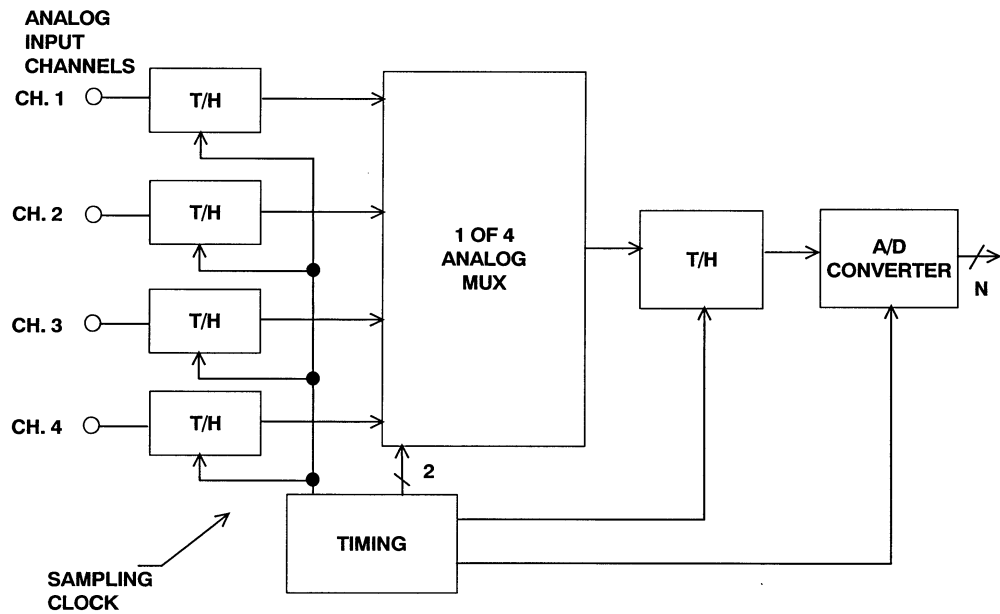 ANALOG
INPUT
CHANNELS
CH. 1
T/H
CH. 2
T/H
CH. 3
T/H
CH. 4
T/H
1 OF 4
ANALOG
MUX
T/H
A/D
CONVERTER
N
2
TIMING
SAMPLING
CLOCK